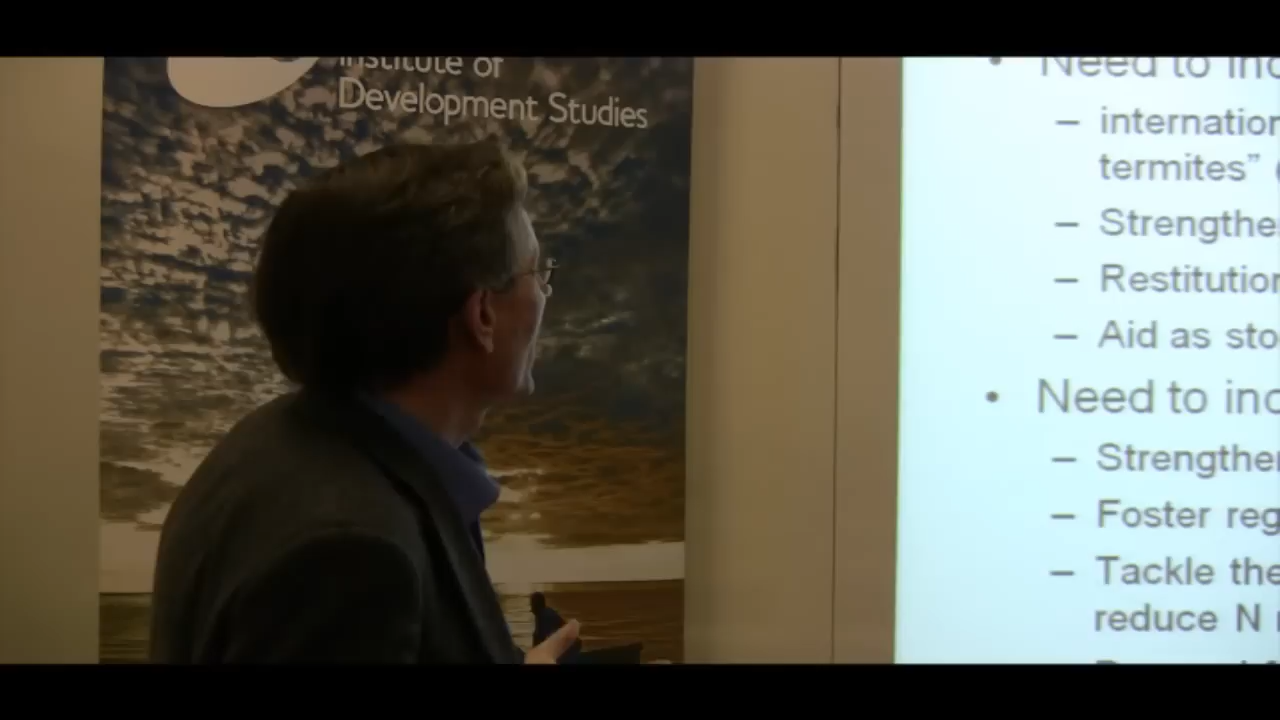 Institute of
Development Studies
• Need to inc
– internation
termites”
– Strengthe
– Restitution
– Aid as sto
• Need to inc
– Strengthen
– Foster reg
– Tackle the
reduce N